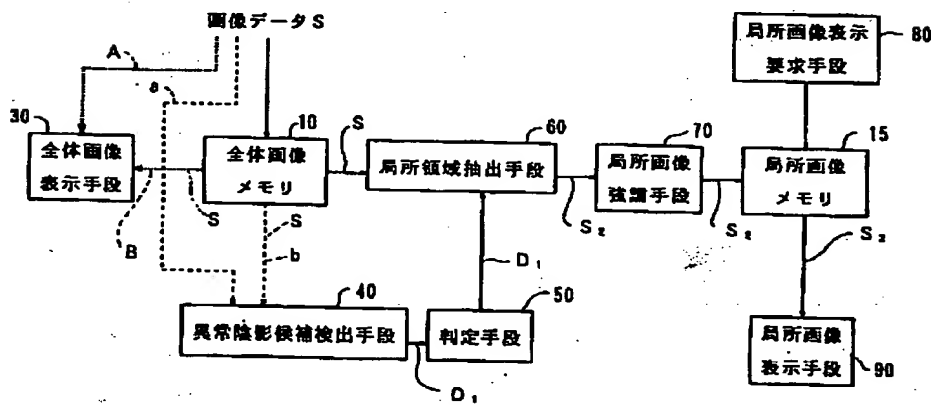 画像データS
A
a
30
全体画像
表示手段
B
S
10
全体画像
メモリ
S
S
b
60
局所領域抽出手段
S₂
70
局所画像
強調手段
S₂
80
局所画像表示
要求手段
15
局所画像
メモリ
S₂
D₁
40
異常陰影候補検出手段
50
判定手段
D₁
局所画像
表示手段
90